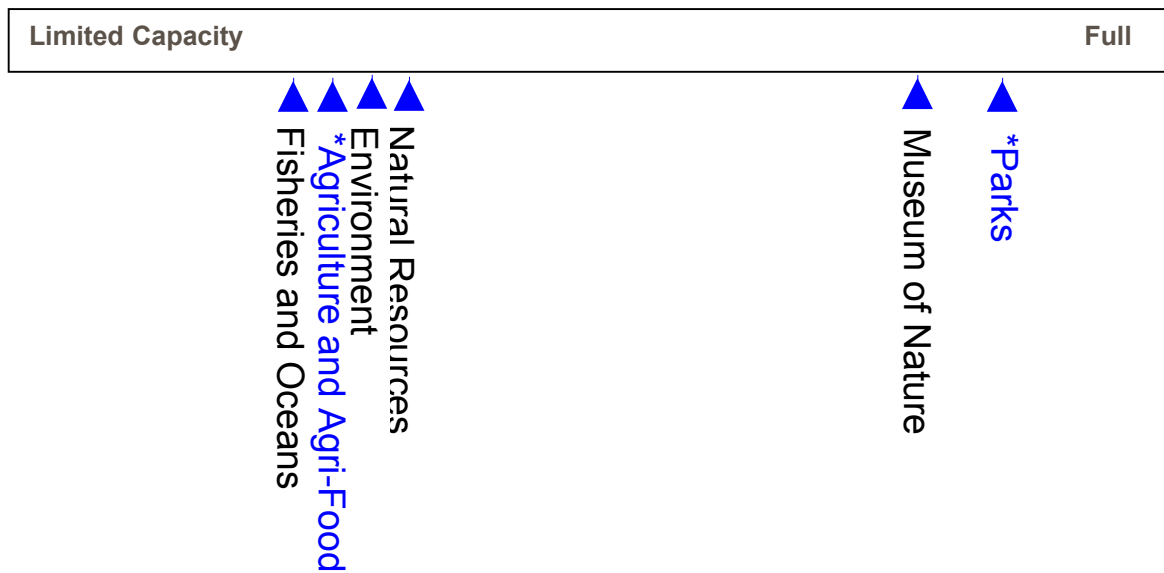 Limited Capacity
Full
Fisheries and Oceans
*Agriculture and Agri-Food
Environment
Natural Resources
Museum of Nature
*Parks